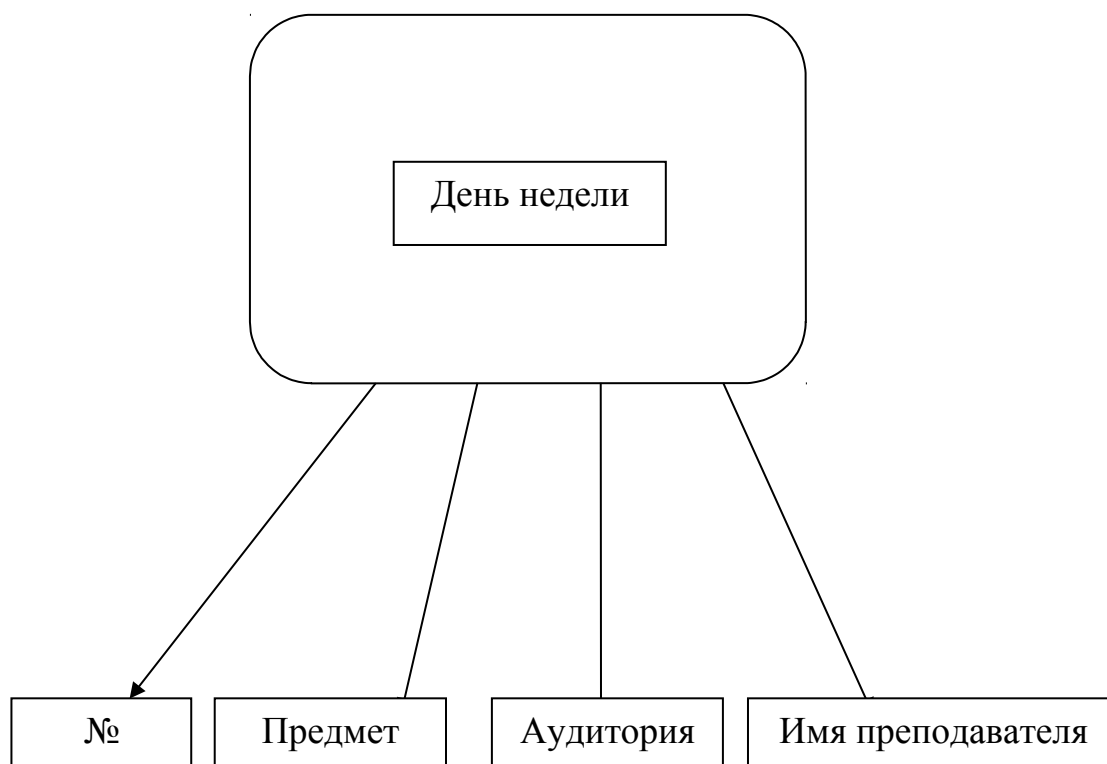 День недели
№
Предмет
Аудитория
Имя преподавателя